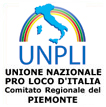 UNPLI
UNIONE NAZIONALE
PRO LOCO D'ITALIA
Comitato Regionale del
PIEMONTE